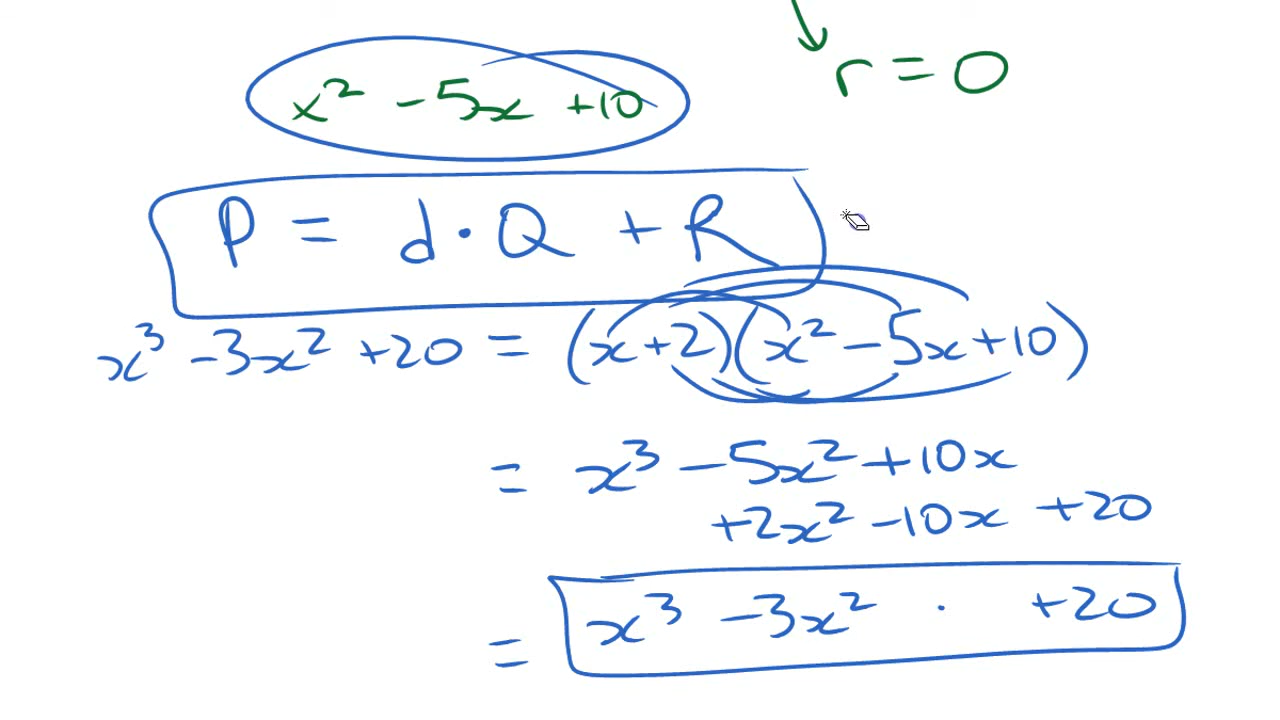 r = 0
x² - 5x + 10
P = d · Q + R
x³ - 3x² + 20 = (x + 2)(x² - 5x + 10)
= x³ - 5x² + 10x
+ 2x² - 10x + 20
= x³ - 3x² · + 20